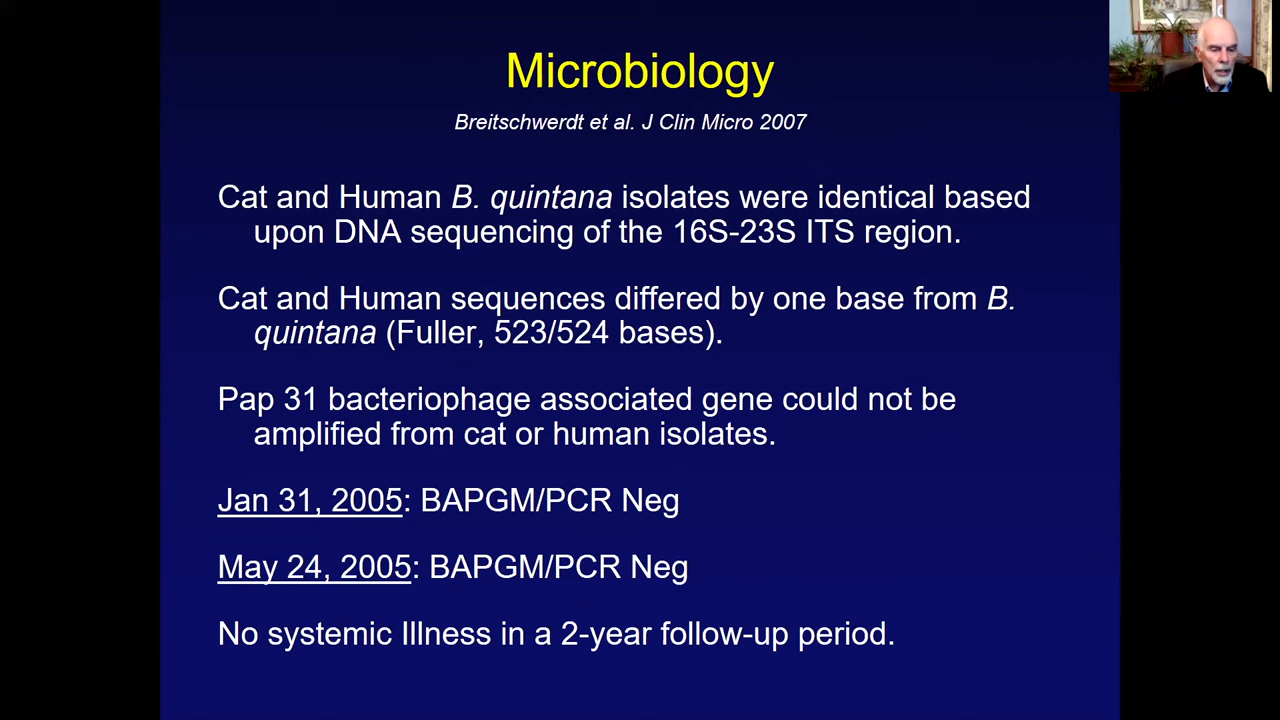 Microbiology
Breitschwerdt et al. J Clin Micro 2007
Cat and Human B. quintana isolates were identical based
upon DNA sequencing of the 16S-23S ITS region.
Cat and Human sequences differed by one base from B.
quintana (Fuller, 523/524 bases).
Pap 31 bacteriophage associated gene could not be
amplified from cat or human isolates.
Jan 31, 2005: BAPGM/PCR Neg
May 24, 2005: BAPGM/PCR Neg
No systemic Illness in a 2-year follow-up period.